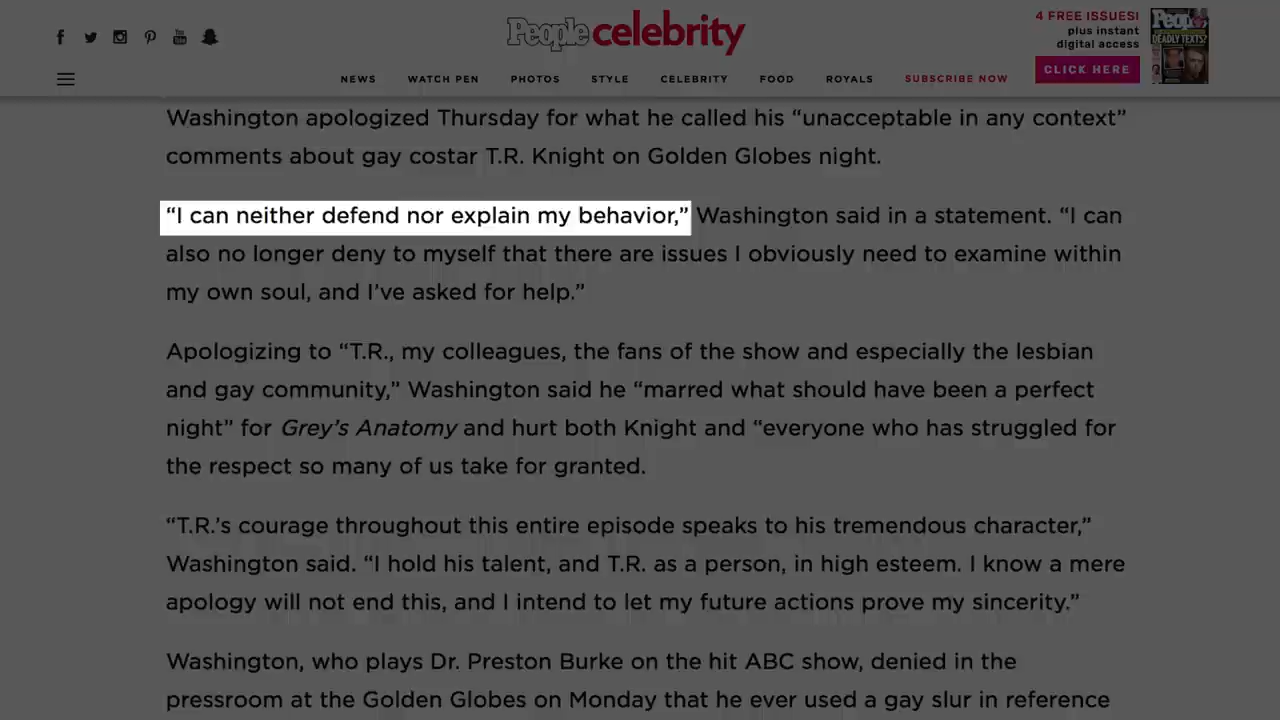 People celebrity
4 FREE ISSUES!
plus instant
digital access
CLICK HERE
People
DEADLY TEXTS?
NEWS WATCH PEN PHOTOS STYLE CELEBRITY FOOD ROYALS SUBSCRIBE NOW
Washington apologized Thursday for what he called his “unacceptable in any context”
comments about gay costar T.R. Knight on Golden Globes night.
“I can neither defend nor explain my behavior,” Washington said in a statement. “I can
also no longer deny to myself that there are issues I obviously need to examine within
my own soul, and I’ve asked for help.”
Apologizing to “T.R., my colleagues, the fans of the show and especially the lesbian
and gay community,” Washington said he “marred what should have been a perfect
night” for Grey’s Anatomy and hurt both Knight and “everyone who has struggled for
the respect so many of us take for granted.
“T.R.’s courage throughout this entire episode speaks to his tremendous character,”
Washington said. “I hold his talent, and T.R. as a person, in high esteem. I know a mere
apology will not end this, and I intend to let my future actions prove my sincerity.”
Washington, who plays Dr. Preston Burke on the hit ABC show, denied in the
pressroom at the Golden Globes on Monday that he ever used a gay slur in reference